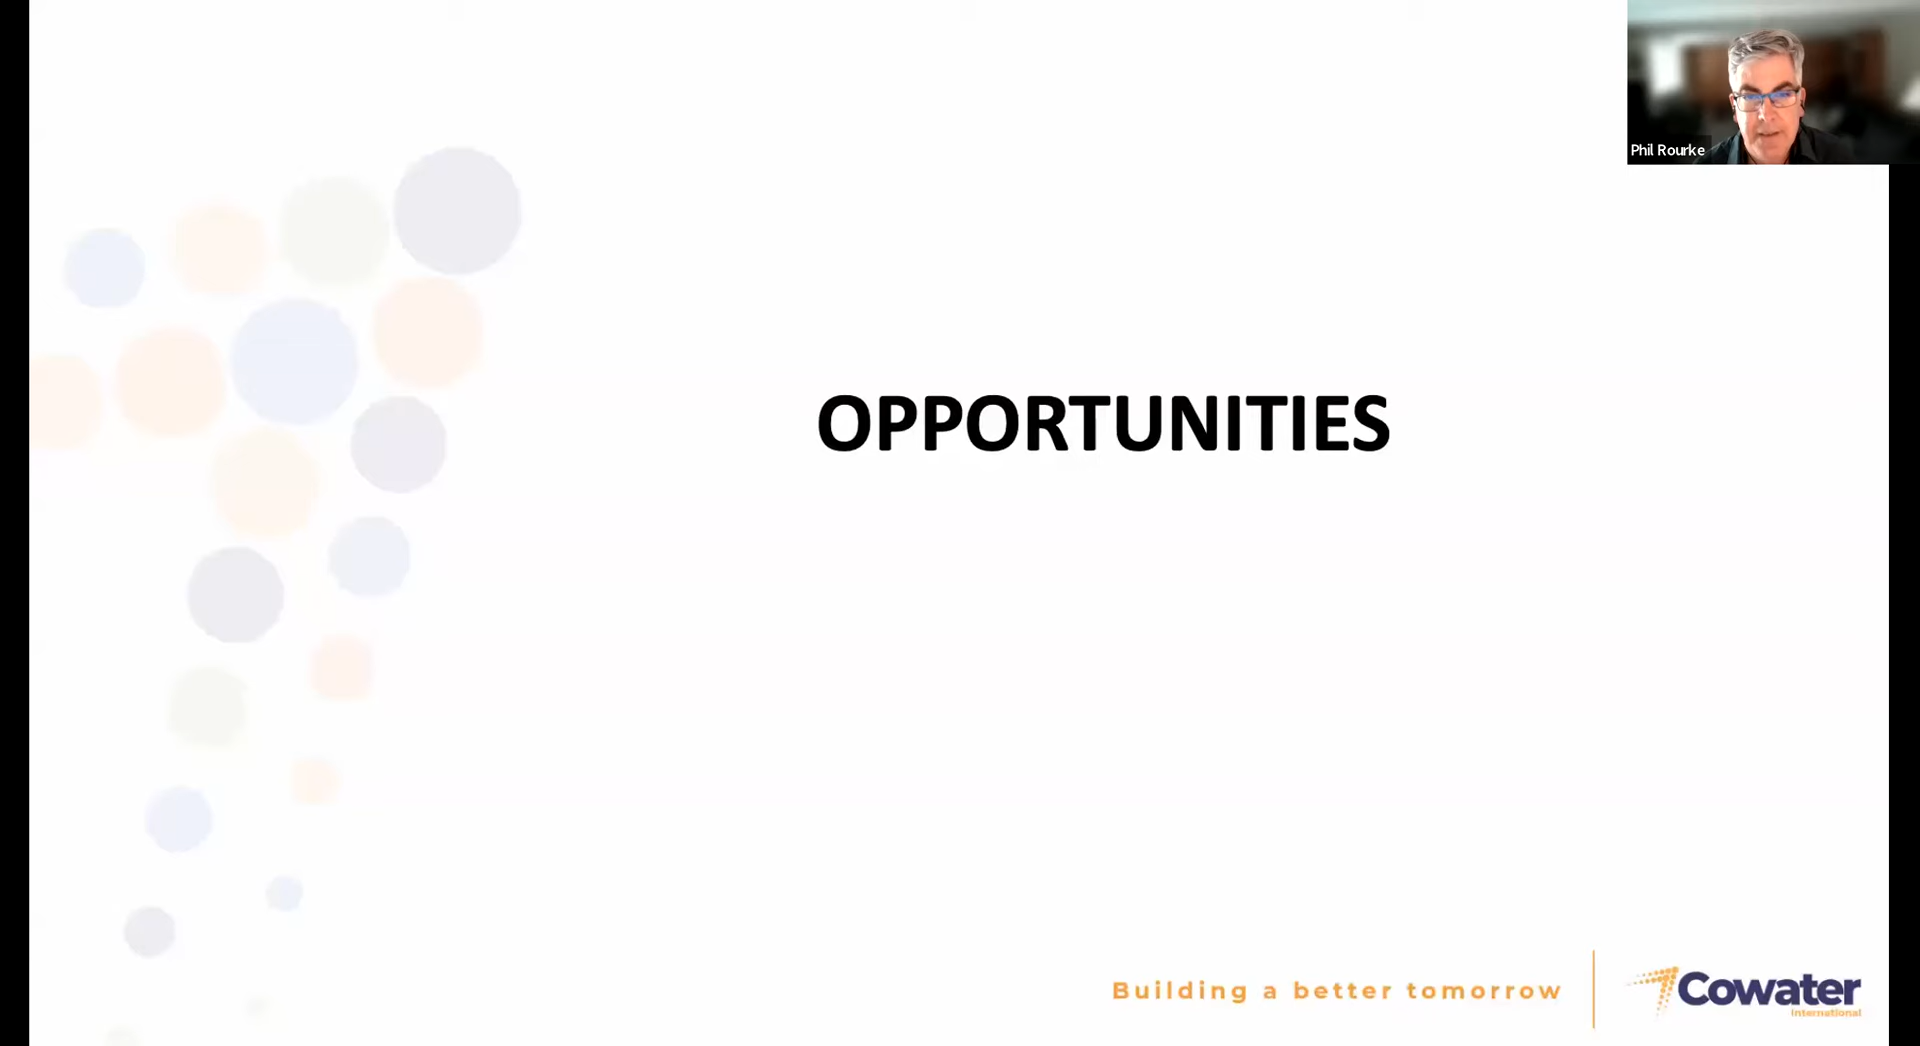 Phil Rourke
OPPORTUNITIES
Building a better tomorrow
Cowater
International